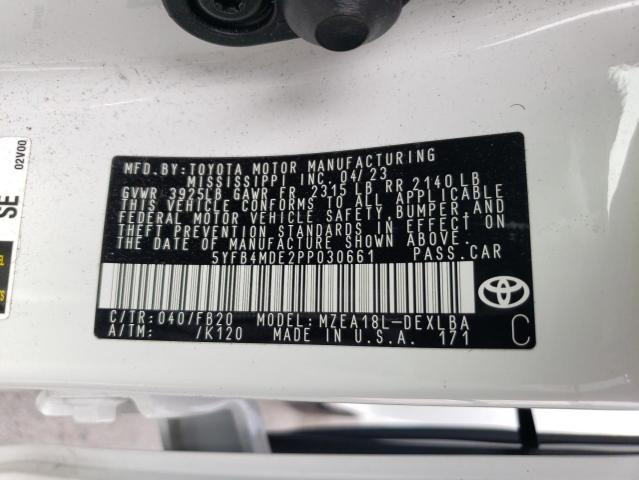 MFD.BY:TOYOTA MOTOR MANUFACTURING
MISSISSIPPI INC. 04/23
GVWR 3925LB GAWR FR 2315 LB RR 2140 LB
THIS VEHICLE CONFORMS TO ALL APPLICABLE
FEDERAL MOTOR VEHICLE SAFETY,BUMPER,AND
THEFT PREVENTION STANDARDS IN EFFECT ON
THE DATE OF MANUFACTURE SHOWN ABOVE.
5YFB4MDE2PP030661 PASS.CAR
C/TR:040/FB20 MODEL:MZEA18L-DEXLBA
A/TM: /K120 MADE IN U.S.A. 171
C
SE
02V00